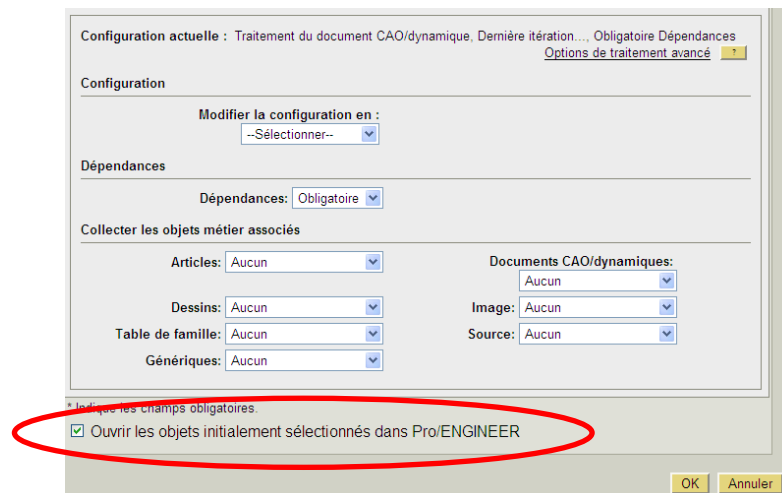 Configuration actuelle : Traitement du document CAO/dynamique, Dernière itération..., Obligatoire Dépendances
Options de traitement avancé ?
Configuration
Modifier la configuration en :
--Sélectionner--
Dépendances
Dépendances: Obligatoire
Collecter les objets métier associés
Articles: Aucun
Documents CAO/dynamiques:
Aucun
Dessins: Aucun Image: Aucun
Table de famille: Aucun Source: Aucun
Génériques: Aucun
* Indique les champs obligatoires.
Ouvrir les objets initialement sélectionnés dans Pro/ENGINEER
OK Annuler